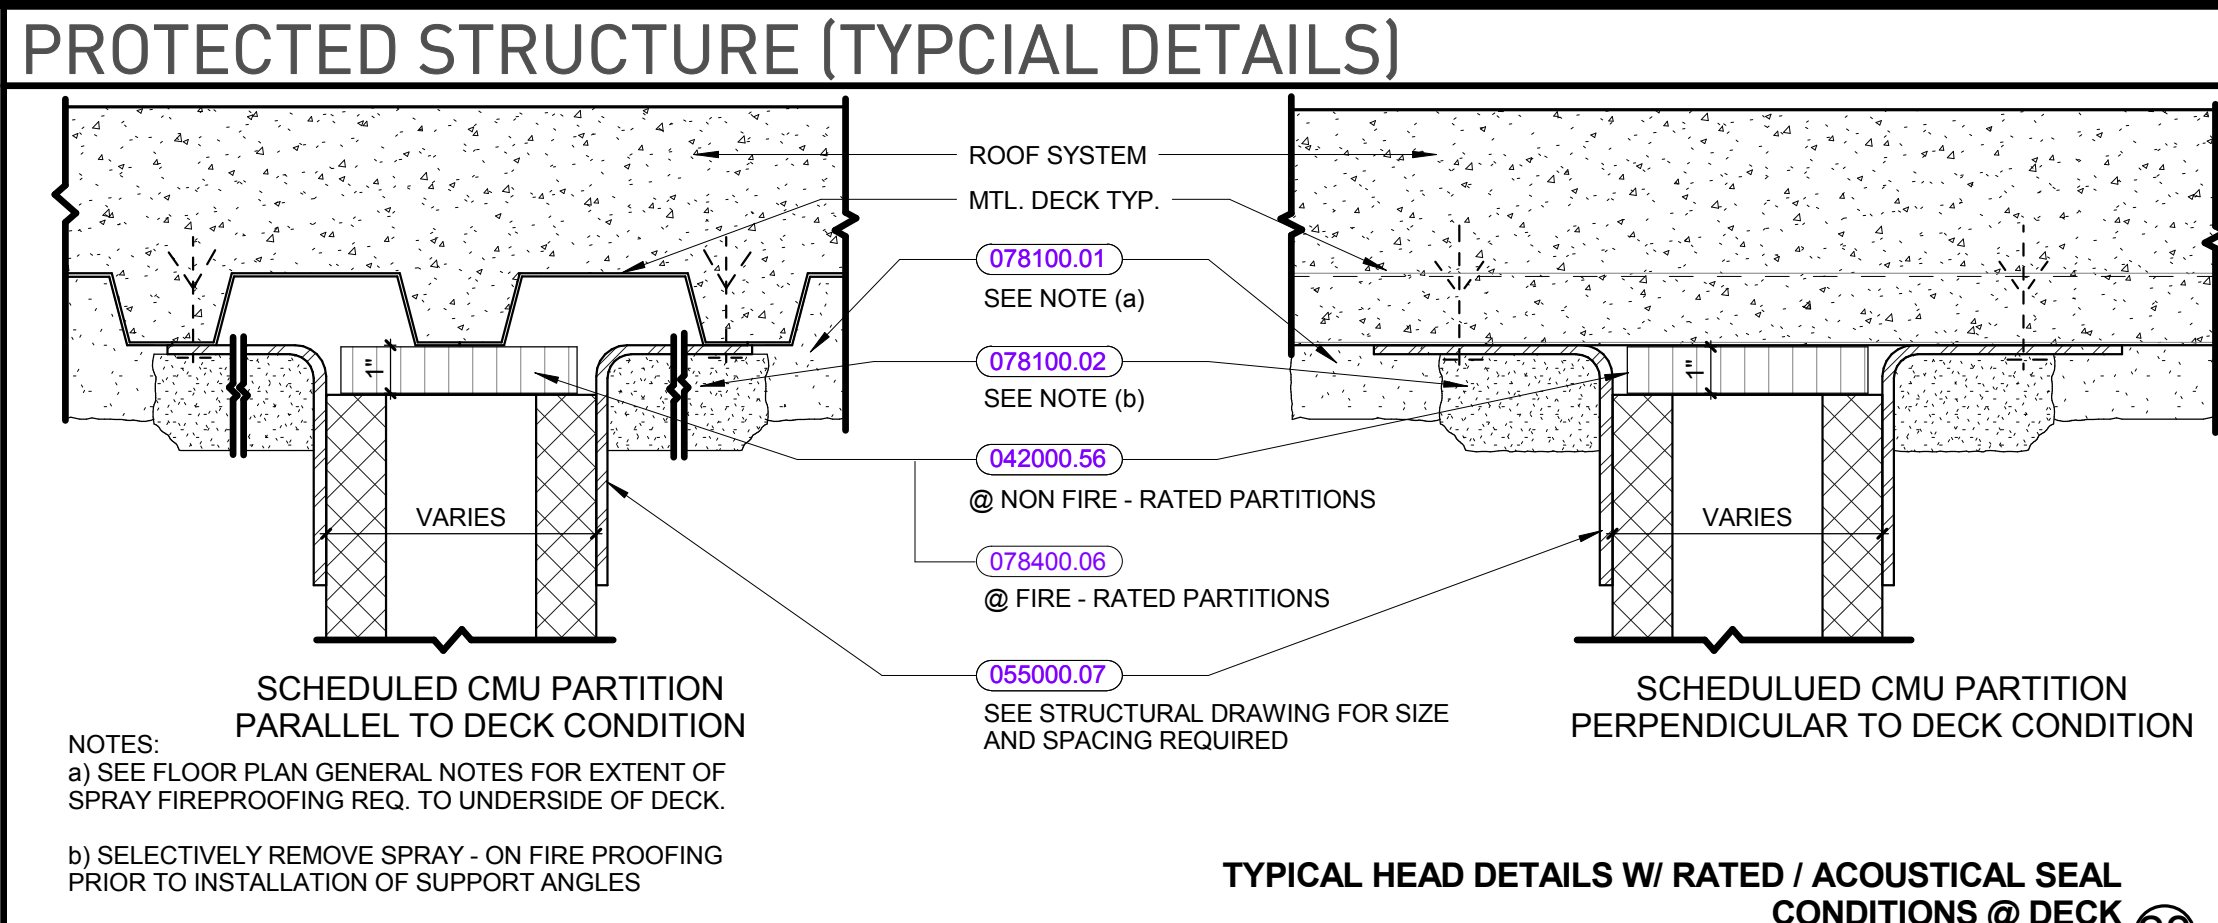 PROTECTED STRUCTURE (TYPCIAL DETAILS)
ROOF SYSTEM
MTL. DECK TYP.
078100.01
SEE NOTE (a)
078100.02
SEE NOTE (b)
042000.56
@ NON FIRE - RATED PARTITIONS
078400.06
@ FIRE - RATED PARTITIONS
055000.07
SEE STRUCTURAL DRAWING FOR SIZE
AND SPACING REQUIRED
1"
VARIES
1"
VARIES
SCHEDULED CMU PARTITION
PARALLEL TO DECK CONDITION
SCHEDULUED CMU PARTITION
PERPENDICULAR TO DECK CONDITION
NOTES:
a) SEE FLOOR PLAN GENERAL NOTES FOR EXTENT OF
SPRAY FIREPROOFING REQ. TO UNDERSIDE OF DECK.
b) SELECTIVELY REMOVE SPRAY - ON FIRE PROOFING
PRIOR TO INSTALLATION OF SUPPORT ANGLES
TYPICAL HEAD DETAILS W/ RATED / ACOUSTICAL SEAL
CONDITIONS @ DECK